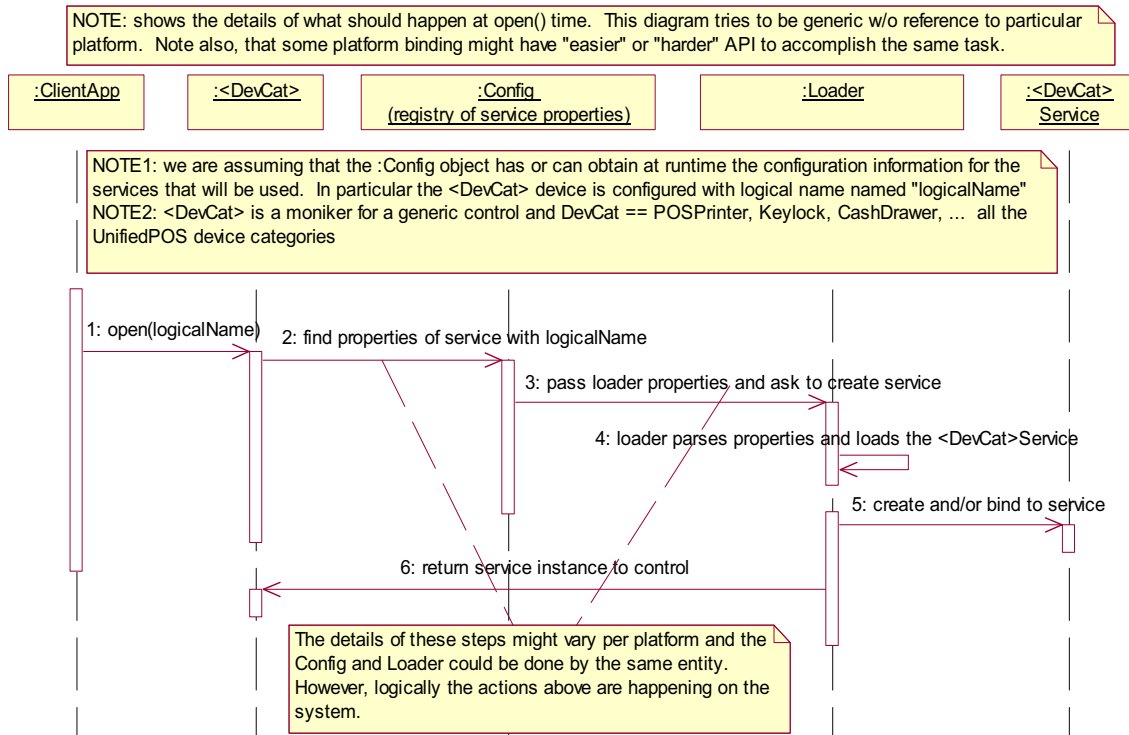 NOTE: shows the details of what should happen at open() time.  This diagram tries to be generic w/o reference to particular
platform.  Note also, that some platform binding might have "easier" or "harder" API to accomplish the same task.
:ClientApp
:<DevCat>
:Config
(registry of service properties)
:Loader
:<DevCat>
Service
NOTE1: we are assuming that the :Config object has or can obtain at runtime the configuration information for the
services that will be used.  In particular the <DevCat> device is configured with logical name named "logicalName"
NOTE2: <DevCat> is a moniker for a generic control and DevCat == POSPrinter, Keylock, CashDrawer, ...  all the
UnifiedPOS device categories
1: open(logicalName)
2: find properties of service with logicalName
3: pass loader properties and ask to create service
4: loader parses properties and loads the <DevCat>Service
5: create and/or bind to service
6: return service instance to control
The details of these steps might vary per platform and the
Config and Loader could be done by the same entity.
However, logically the actions above are happening on the
system.